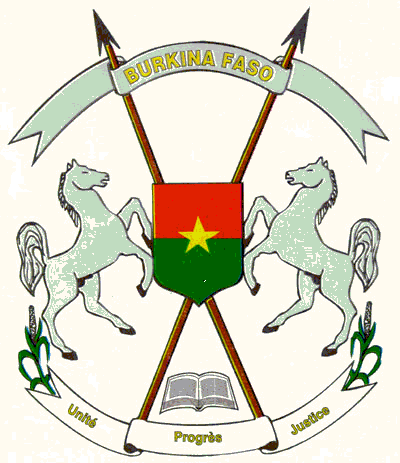 BURKINA FASO
Unité
Progrès
Justice